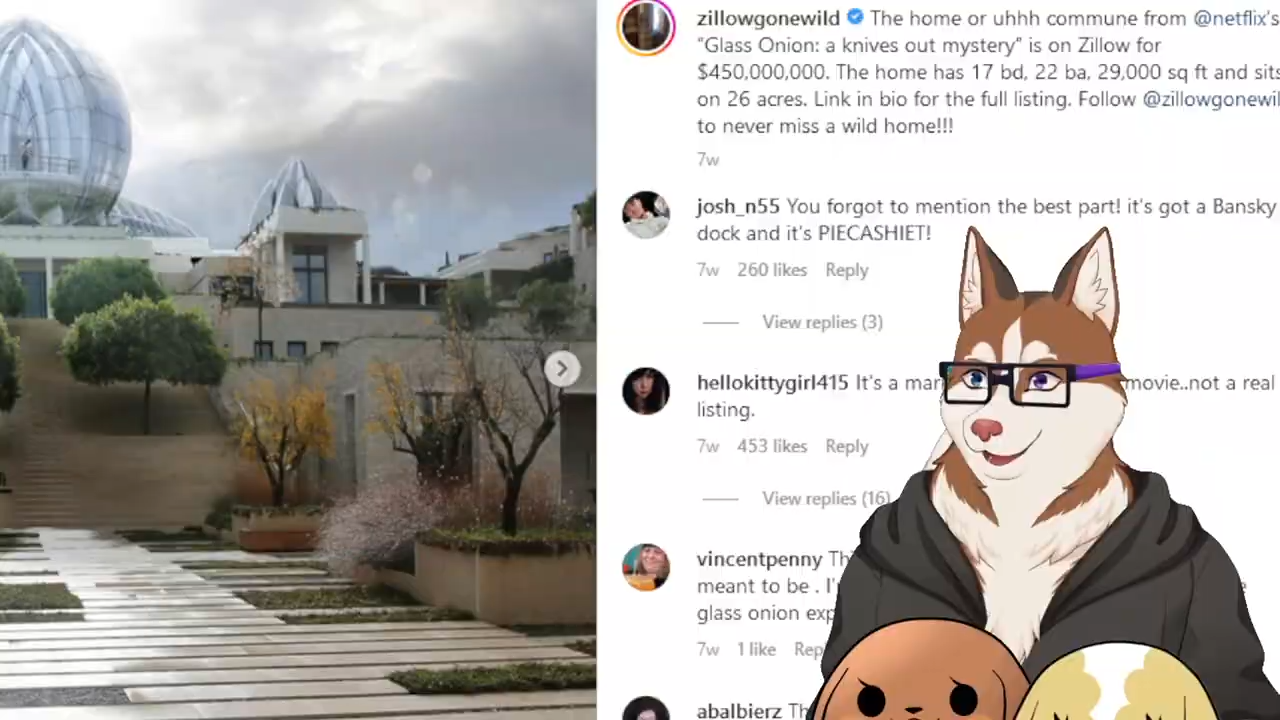 zillowgonewild The home or uhhh commune from @netflix's
"Glass Onion: a knives out mystery" is on Zillow for
$450,000,000. The home has 17 bd, 22 ba, 29,000 sq ft and sits
on 26 acres. Link in bio for the full listing. Follow
to never miss a wild home!!!
7w
josh_n55 You forgot to mention the best part! it's got a Bansky
dock and it's PIECASHIET!
7w 260 likes Reply
View replies (3)
hellokittygirl415 It's a movie..not a real
listing.
7w 453 likes Reply
View replies (16)
vincentpenny
meant to be .
glass onion
7w 1 like
abalbierz